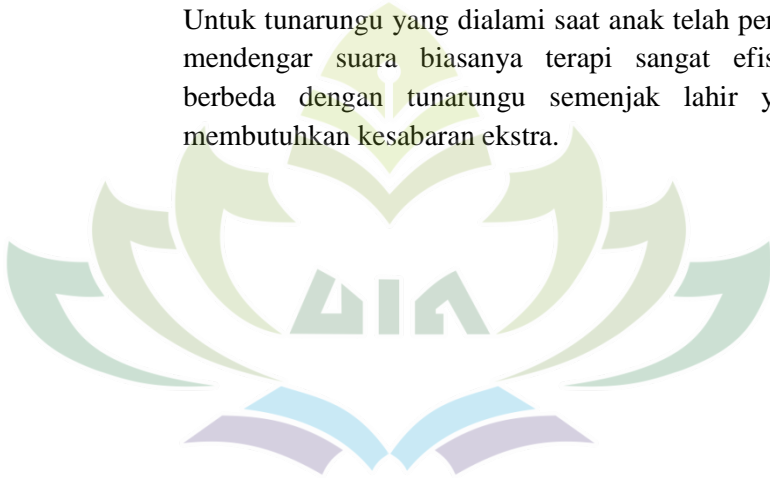 Untuk tunarungu yang dialami saat anak telah per
mendengar suara biasanya terapi sangat efis
berbeda dengan tunarungu semenjak lahir y
membutuhkan kesabaran ekstra.
UIN